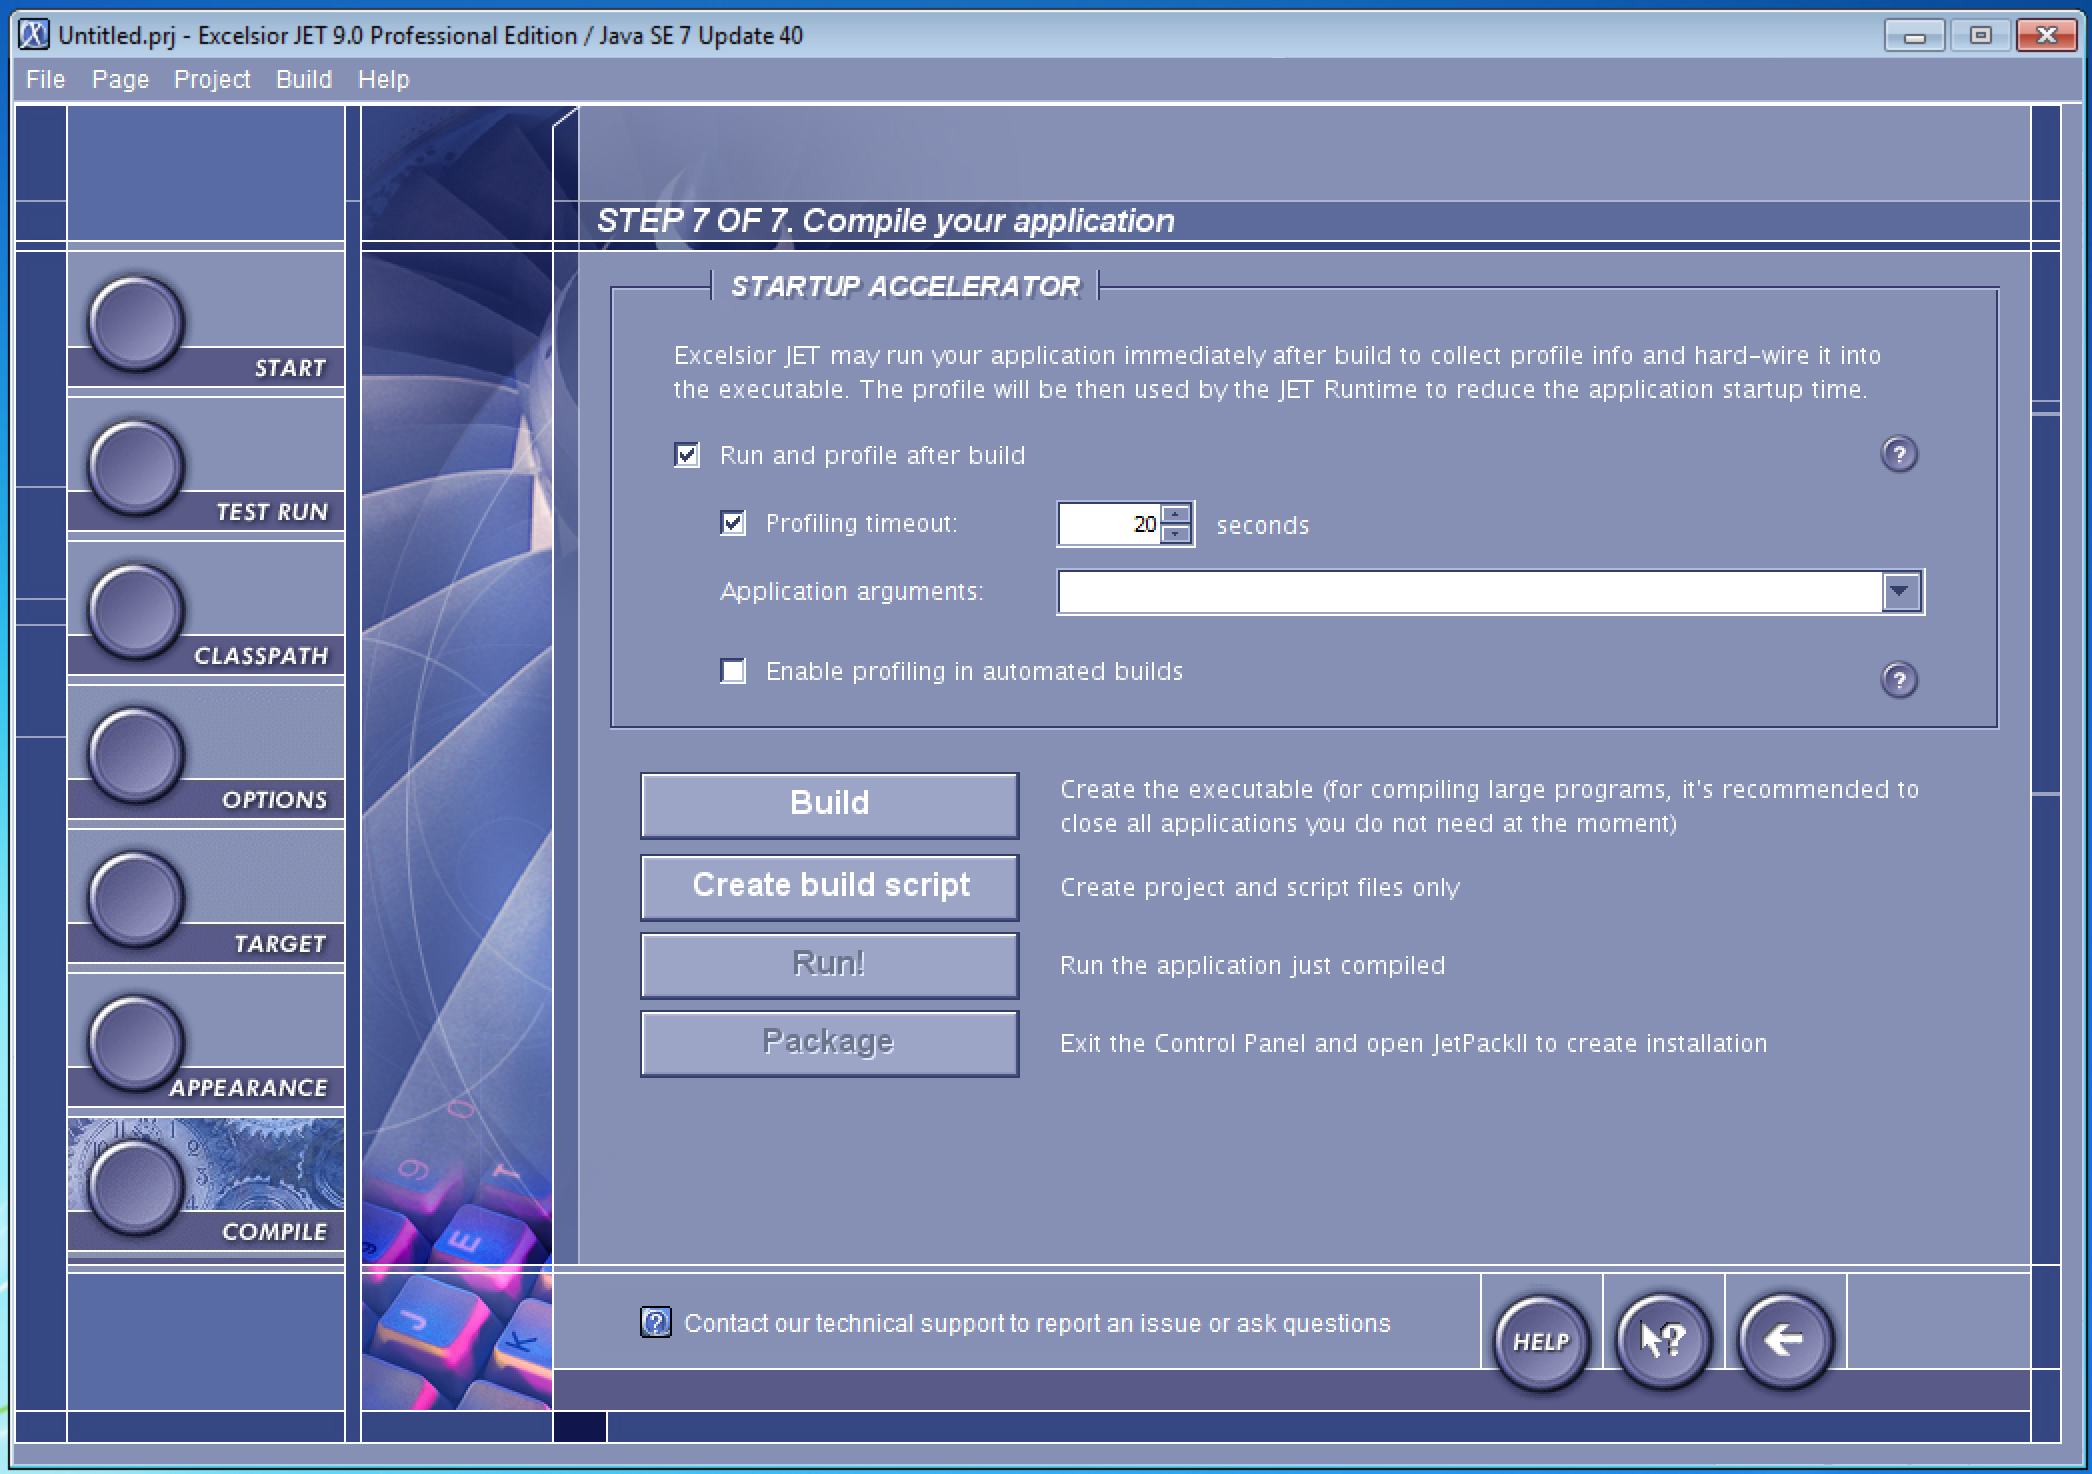 Untitled.prj - Excelsior JET 9.0 Professional Edition / Java SE 7 Update 40
File Page Project Build Help
STEP 7 OF 7. Compile your application
START
TEST RUN
CLASSPATH
OPTIONS
TARGET
APPEARANCE
COMPILE
STARTUP ACCELERATOR
Excelsior JET may run your application immediately after build to collect profile info and hard-wire it into
the executable. The profile will be then used by the JET Runtime to reduce the application startup time.
Run and profile after build
?
Profiling timeout: 20 seconds
Application arguments:
Enable profiling in automated builds
?
Build
Create the executable (for compiling large programs, it's recommended to
close all applications you do not need at the moment)
Create build script
Create project and script files only
Run!
Run the application just compiled
Package
Exit the Control Panel and open JetPackII to create installation
? Contact our technical support to report an issue or ask questions
HELP
?